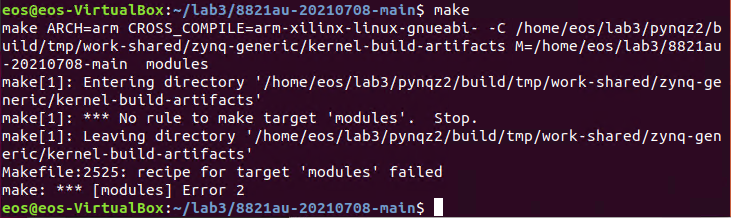 eos@eos-VirtualBox:~/lab3/8821au-20210708-main$ make
make ARCH=arm CROSS_COMPILE=arm-xilinx-linux-gnueabi- -C /home/eos/lab3/pynqz2/b
uild/tmp/work-shared/zynq-generic/kernel-build-artifacts M=/home/eos/lab3/8821au
-20210708-main  modules
make[1]: Entering directory '/home/eos/lab3/pynqz2/build/tmp/work-shared/zynq-ge
neric/kernel-build-artifacts'
make[1]: *** No rule to make target 'modules'.  Stop.
make[1]: Leaving directory '/home/eos/lab3/pynqz2/build/tmp/work-shared/zynq-gen
eric/kernel-build-artifacts'
Makefile:2525: recipe for target 'modules' failed
make: *** [modules] Error 2
eos@eos-VirtualBox:~/lab3/8821au-20210708-main$